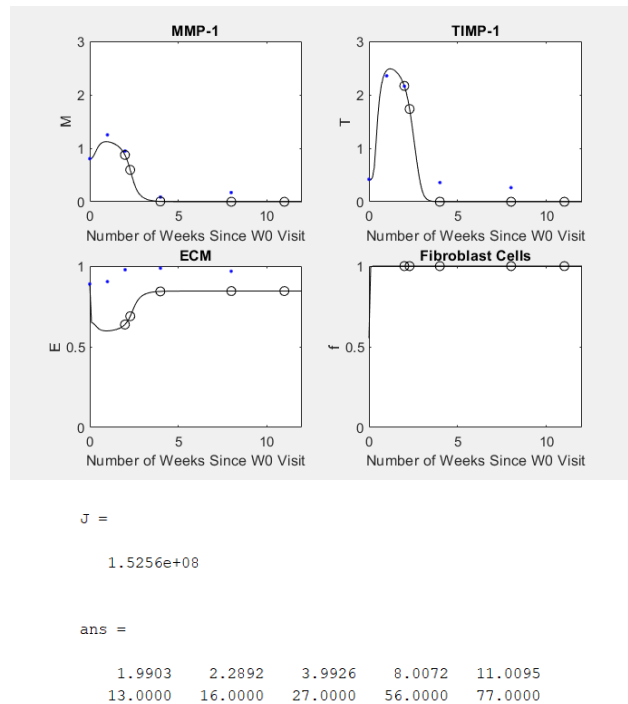 MMP-1
3
2
1
0
M
0 5 10
Number of Weeks Since W0 Visit
TIMP-1
3
2
1
0
T
0 5 10
Number of Weeks Since W0 Visit
ECM
1
0.5
0
E
0 5 10
Number of Weeks Since W0 Visit
Fibroblast Cells
1
0.5
0
f
0 5 10
Number of Weeks Since W0 Visit
J =
1.5256e+08
ans =
1.9903 2.2892 3.9926 8.0072 11.0095
13.0000 16.0000 27.0000 56.0000 77.0000